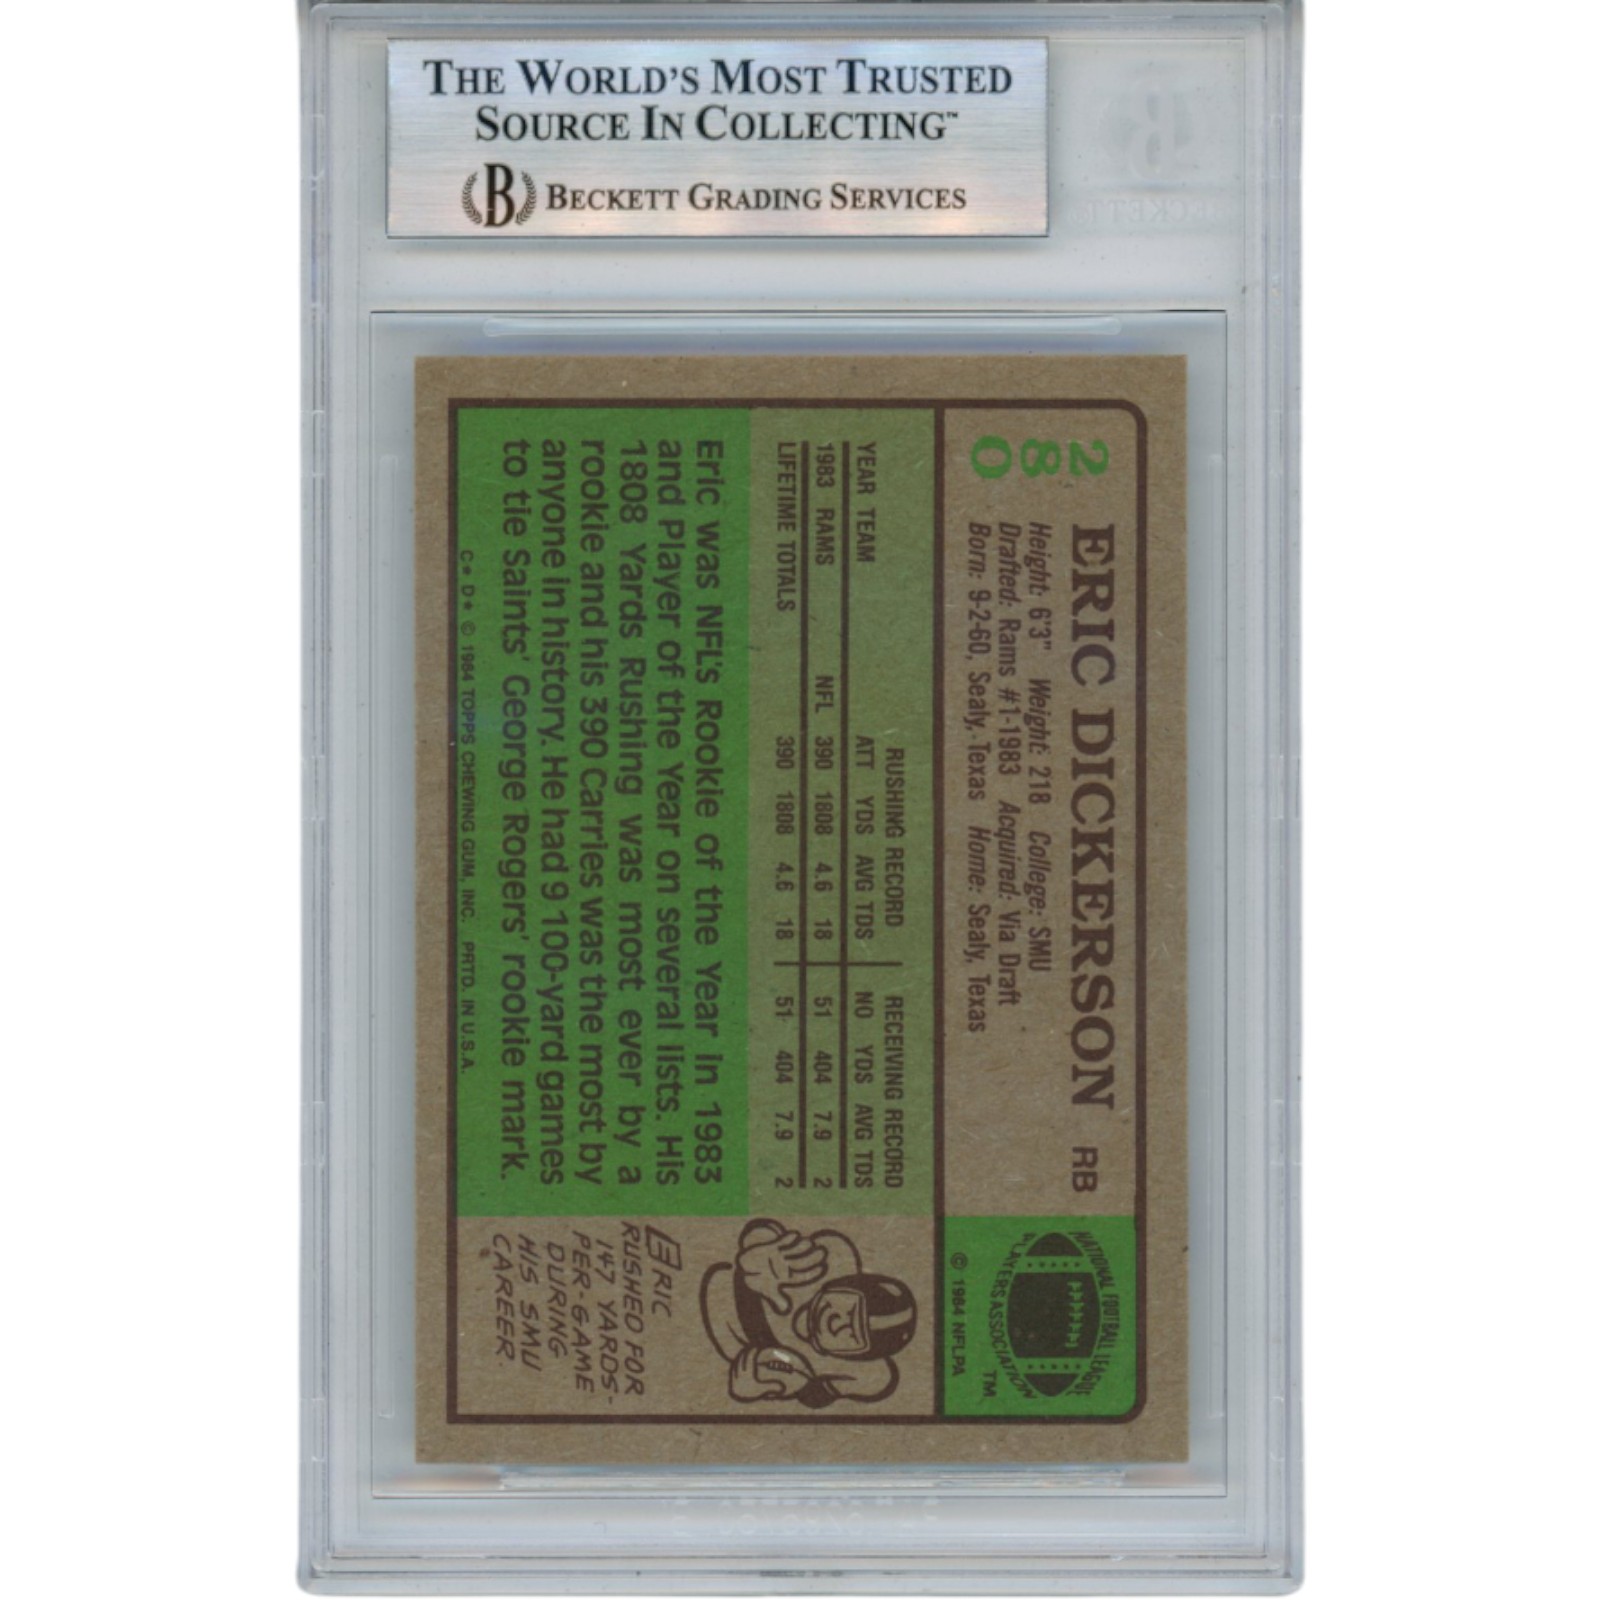 THE WORLD'S MOST TRUSTED
SOURCE IN COLLECTING™
B BECKETT GRADING SERVICES
280
ERIC DICKERSON RB
Height: 6'3" Weight: 218 College: SMU
Drafted: Rams #1-1983 Acquired: Via Draft
Born: 9-2-60, Sealy, Texas Home: Sealy, Texas
NATIONAL FOOTBALL LEAGUE
PLAYERS ASSOCIATION
TM
© 1984 NFLPA
RUSHING RECORD RECEIVING RECORD
YEAR TEAM ATT YDS AVG TDS NO YDS AVG TDS
1983 RAMS NFL 390 1808 4.6 18 51 404 7.9 2
LIFETIME TOTALS 390 1808 4.6 18 51 404 7.9 2
Eric was NFL's Rookie of the Year in 1983
and Player of the Year on several lists. His
1808 Yards Rushing was most ever by a
rookie and his 390 Carries was the most by
anyone in history. He had 9 100-yard games
to tie Saints' George Rogers' rookie mark.
C* D* © 1984 TOPPS CHEWING GUM, INC. PRTD. IN U.S.A.
ERIC
RUSHED FOR
147 YARDS-
PER-GAME
DURING
HIS SMU
CAREER.